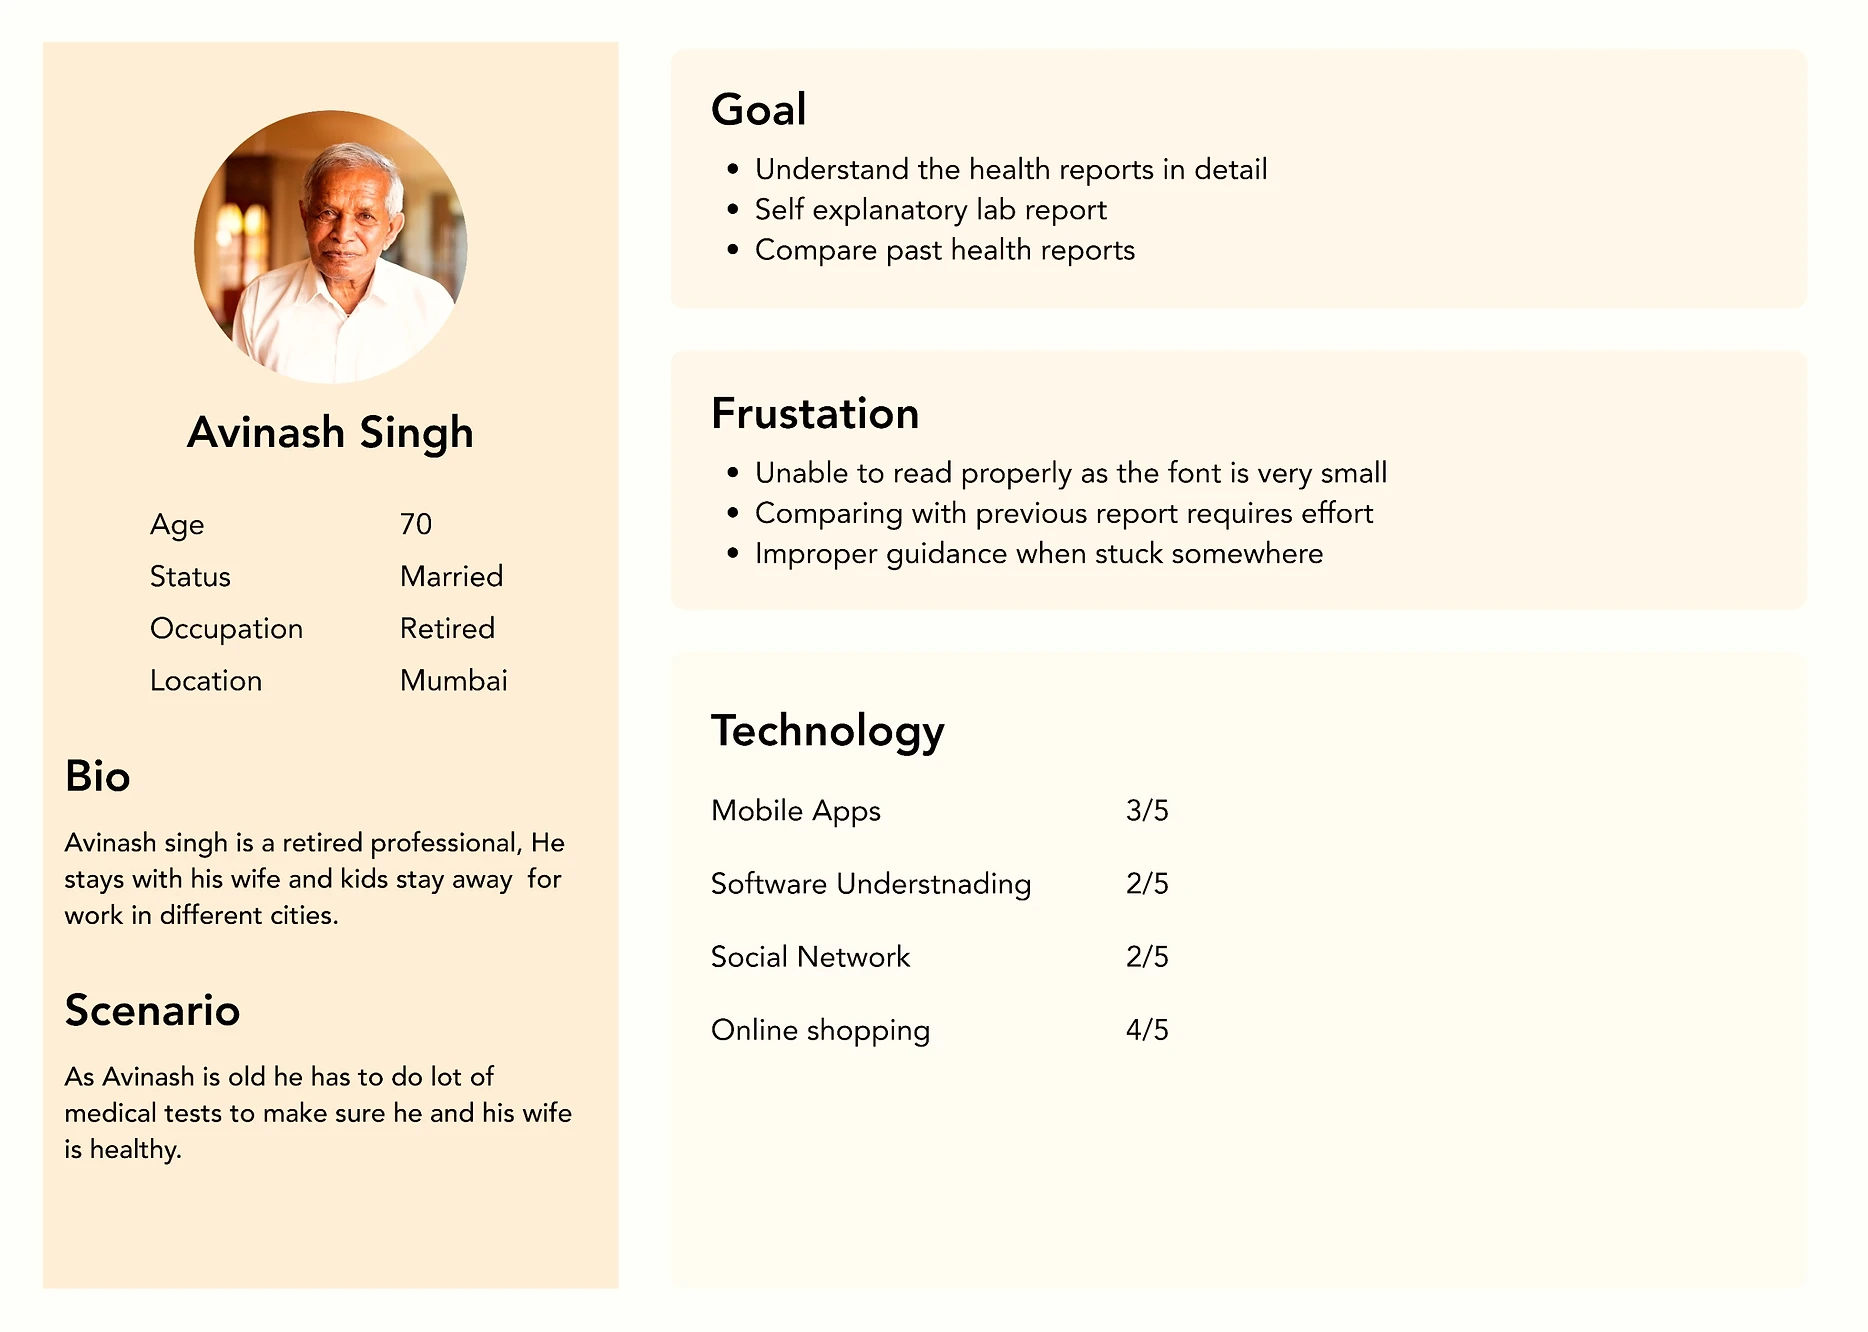 Avinash Singh
Age 70
Status Married
Occupation Retired
Location Mumbai
Bio
Avinash singh is a retired professional, He
stays with his wife and kids stay away  for
work in different cities.
Scenario
As Avinash is old he has to do lot of
medical tests to make sure he and his wife
is healthy.
Goal
• Understand the health reports in detail
• Self explanatory lab report
• Compare past health reports
Frustation
• Unable to read properly as the font is very small
• Comparing with previous report requires effort
• Improper guidance when stuck somewhere
Technology
Mobile Apps 3/5
Software Understnading 2/5
Social Network 2/5
Online shopping 4/5